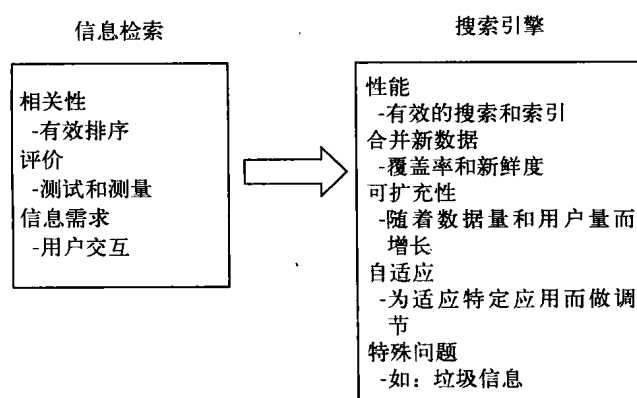 信息检索
相关性
-有效排序
评价
-测试和测量
信息需求
-用户交互
搜索引擎
性能
-有效的搜索和索引
合并新数据
-覆盖率和新鲜度
可扩充性
-随着数据量和用户量而
增长
自适应
-为适应特定应用而做调
节
特殊问题
-如：垃圾信息